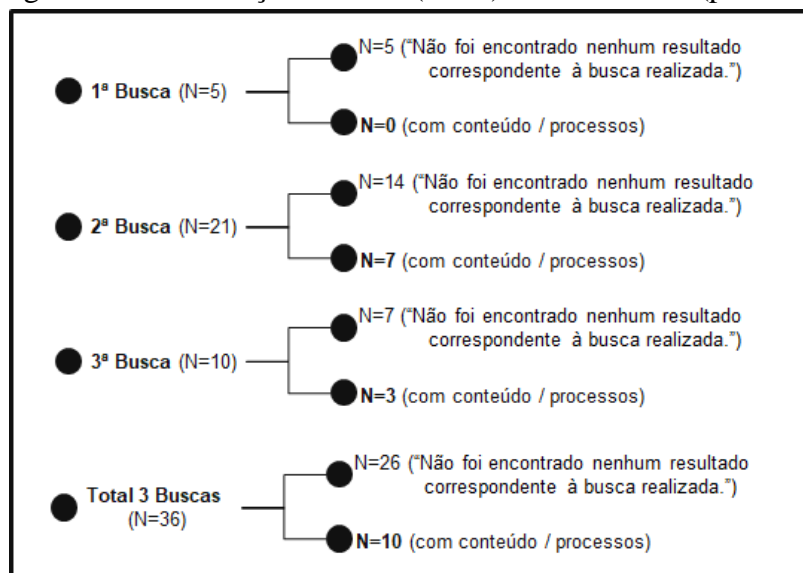 N=5 (“Não foi encontrado nenhum resultado
correspondente à busca realizada.”)
1ª Busca (N=5)
N=0 (com conteúdo / processos)
N=14 (“Não foi encontrado nenhum resultado
correspondente à busca realizada.”)
2ª Busca (N=21)
N=7 (com conteúdo / processos)
N=7 (“Não foi encontrado nenhum resultado
correspondente à busca realizada.”)
3ª Busca (N=10)
N=3 (com conteúdo / processos)
N=26 (“Não foi encontrado nenhum resultado
correspondente à busca realizada.”)
Total 3 Buscas
(N=36)
N=10 (com conteúdo / processos)